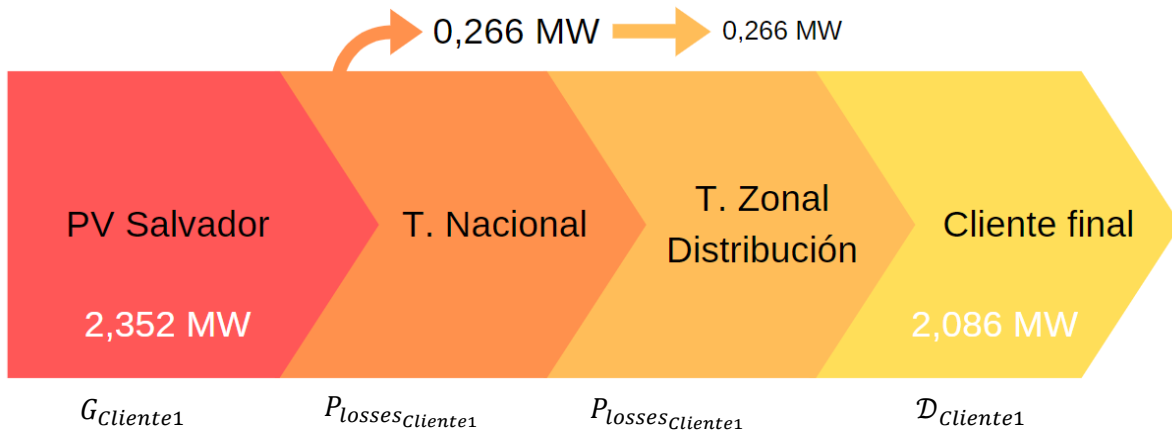 0,266 MW 0,266 MW
PV Salvador
T. Nacional
T. Zonal
Distribución
Cliente final
2,352 MW
2,086 MW
G_{Cliente1} P_{losses_{Cliente1}} P_{losses_{Cliente1}} 𝒟_{Cliente1}